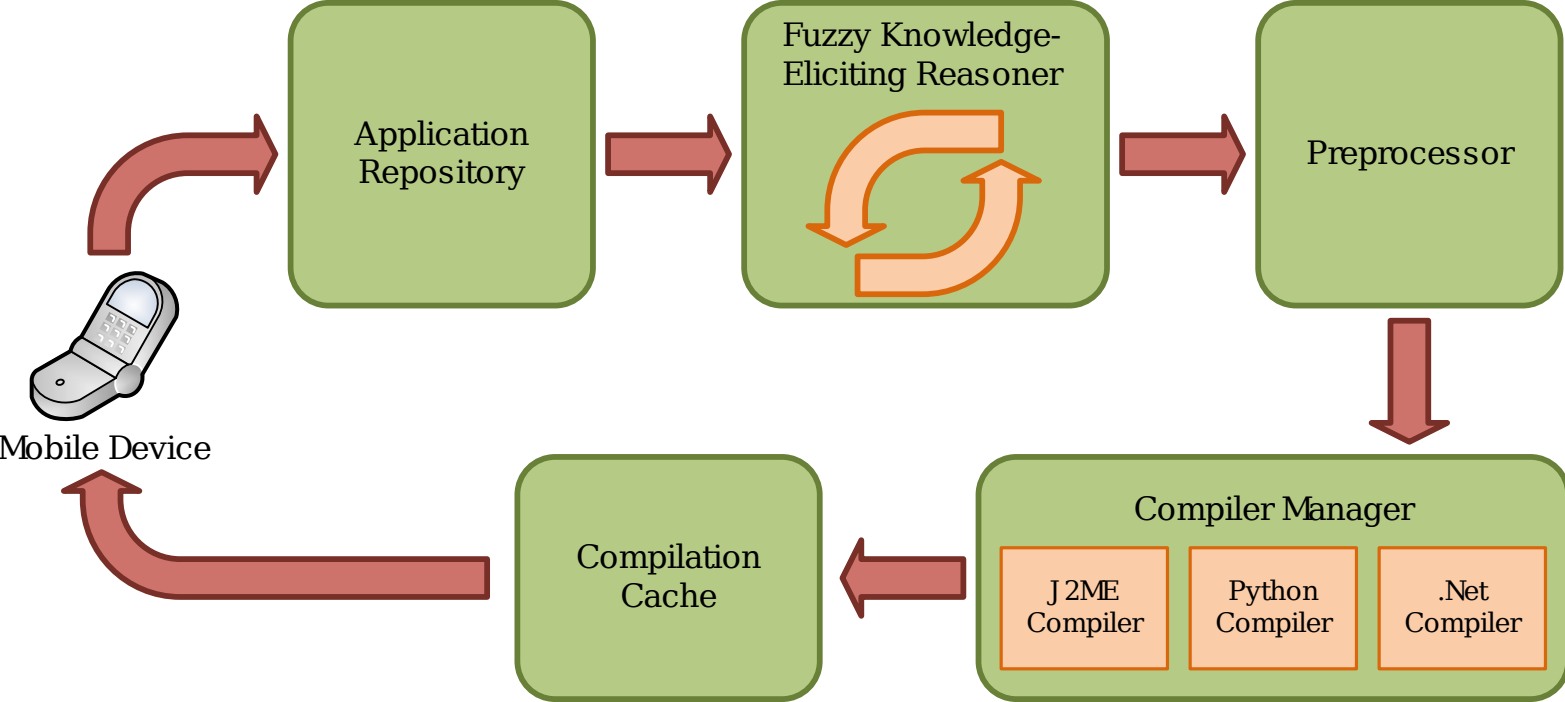 Application
Repository
Fuzzy Knowledge-
Eliciting Reasoner
Preprocessor
Mobile Device
Compilation
Cache
Compiler Manager
J2ME
Compiler
Python
Compiler
.Net
Compiler